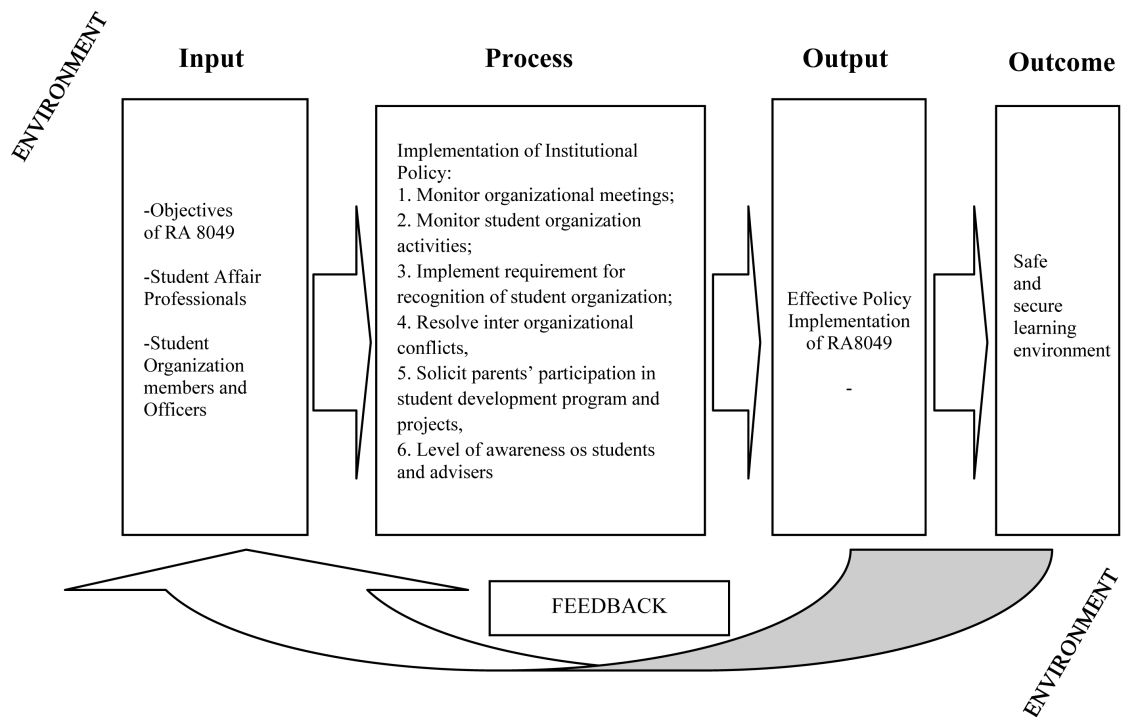 ENVIRONMENT
Input
Process
Output
Outcome
-Objectives
of RA 8049
-Student Affair
Professionals
-Student
Organization
members and
Officers
Implementation of Institutional
Policy:
1. Monitor organizational meetings;
2. Monitor student organization
activities;
3. Implement requirement for
recognition of student organization;
4. Resolve inter organizational
conflicts,
5. Solicit parents’ participation in
student development program and
projects,
6. Level of awareness os students
and advisers
Effective Policy
Implementation
of RA8049
-
Safe
and
secure
learning
environment
FEEDBACK
ENVIRONMENT